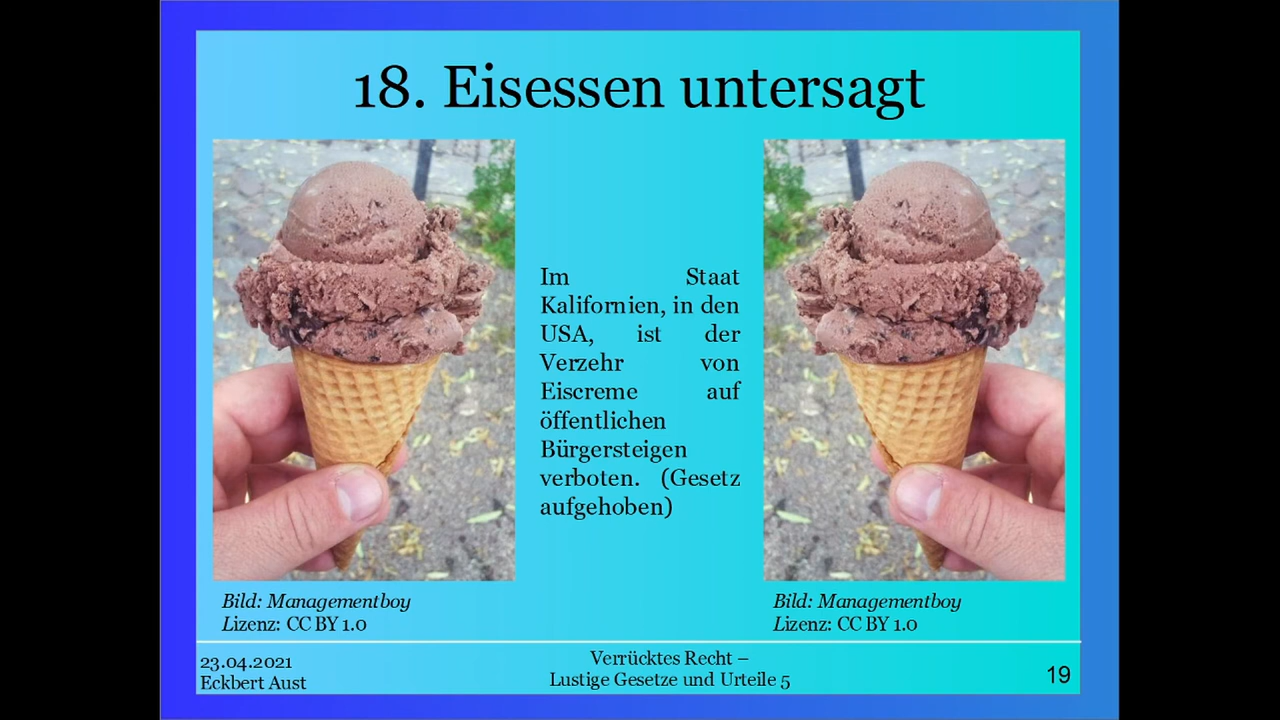 18. Eisessen untersagt
Im Staat
Kalifornien, in den
USA, ist der
Verzehr von
Eiscreme auf
öffentlichen
Bürgersteigen
verboten. (Gesetz
aufgehoben)
Bild: Managementboy
Lizenz: CC BY 1.0
Bild: Managementboy
Lizenz: CC BY 1.0
23.04.2021
Eckbert Aust
Verrücktes Recht –
Lustige Gesetze und Urteile 5
19